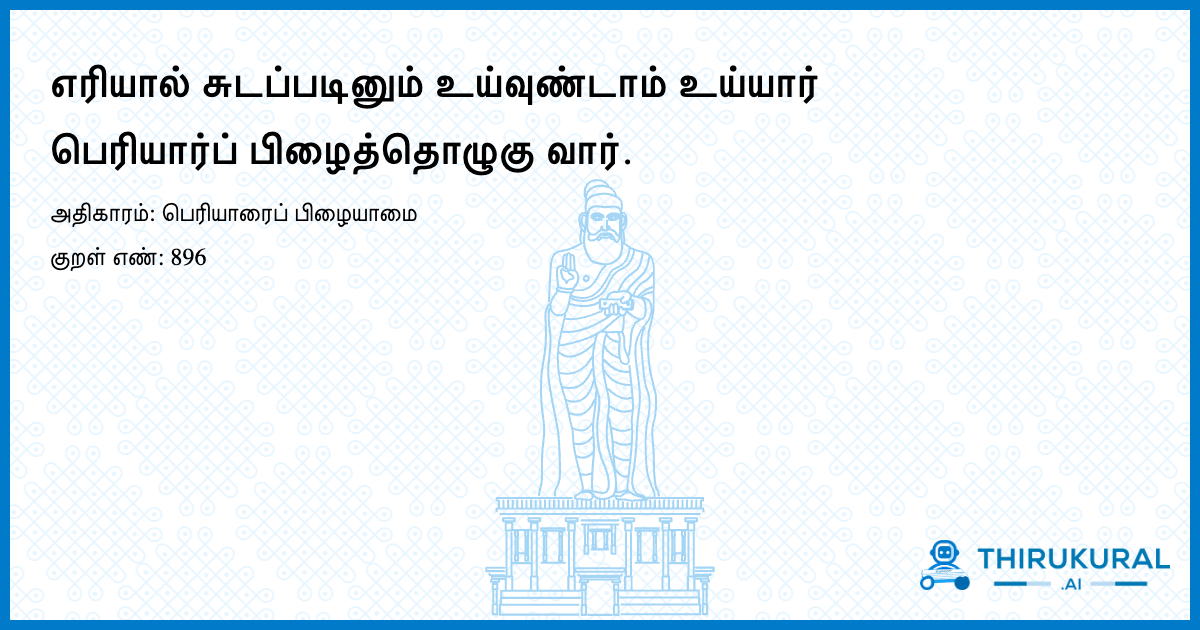 எரியால் சுடப்படினும் உய்வுண்டாம் உய்யார்
பெரியார்ப் பிழைத்தொழுகு வார்.
அதிகாரம்: பெரியாரைப் பிழையாமை
குறள் எண்: 896
THIRUKURAL
.AI